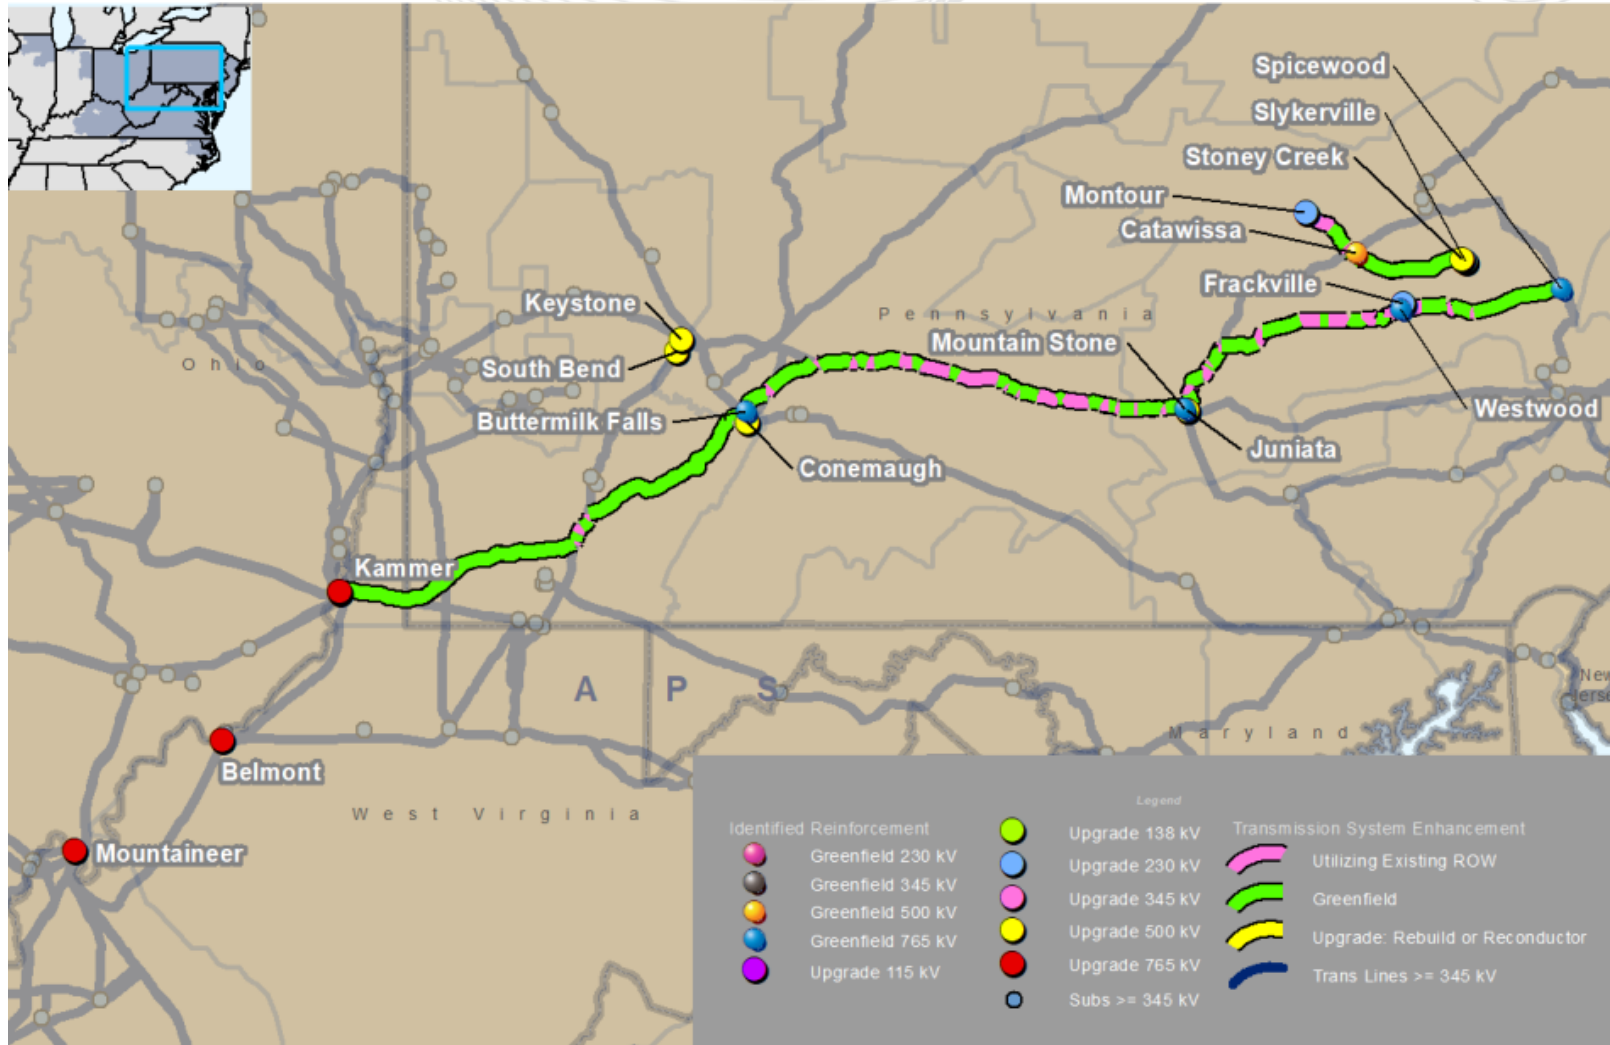 Spicewood
Slykerville
Stoney Creek
Montour
Catawissa
Frackville
Keystone
Pennsylvania
Mountain Stone
South Bend
Ohio
Buttermilk Falls
Westwood
Juniata
Conemaugh
Kammer
A P S
New
Maryland
Belmont
West Virginia
Mountaineer
Legend
Identified Reinforcement
Greenfield 230 kV
Greenfield 345 kV
Greenfield 500 kV
Greenfield 765 kV
Upgrade 115 kV
Upgrade 138 kV
Upgrade 230 kV
Upgrade 345 kV
Upgrade 500 kV
Upgrade 765 kV
Subs >= 345 kV
Transmission System Enhancement
Utilizing Existing ROW
Greenfield
Upgrade: Rebuild or Reconductor
Trans Lines >= 345 kV